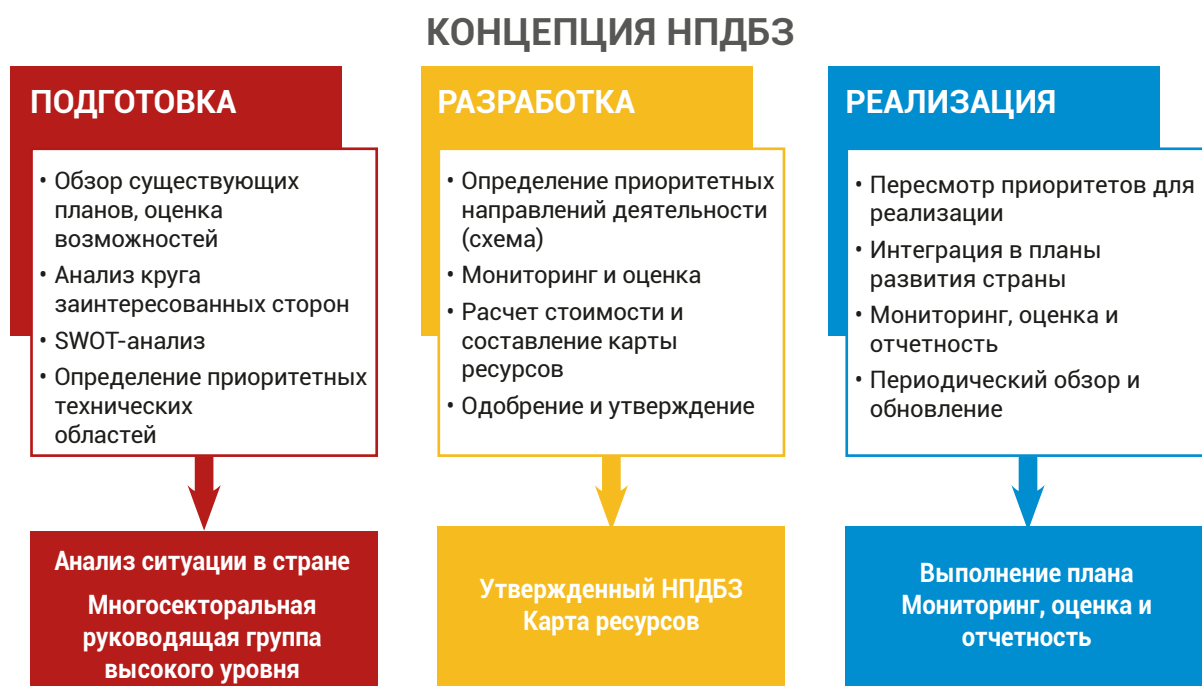 КОНЦЕПЦИЯ НПДБЗ
ПОДГОТОВКА
• Обзор существующих
планов, оценка
возможностей
• Анализ круга
заинтересованных сторон
• SWOT-анализ
• Определение приоритетных
технических
областей
Анализ ситуации в стране
Многосекторальная
руководящая группа
высокого уровня
РАЗРАБОТКА
• Определение приоритетных
направлений деятельности
(схема)
• Мониторинг и оценка
• Расчет стоимости и
составление карты
ресурсов
• Одобрение и утверждение
Утвержденный НПДБЗ
Карта ресурсов
РЕАЛИЗАЦИЯ
• Пересмотр приоритетов для
реализации
• Интеграция в планы
развития страны
• Мониторинг, оценка и
отчетность
• Периодический обзор и
обновление
Выполнение плана
Мониторинг, оценка и
отчетность